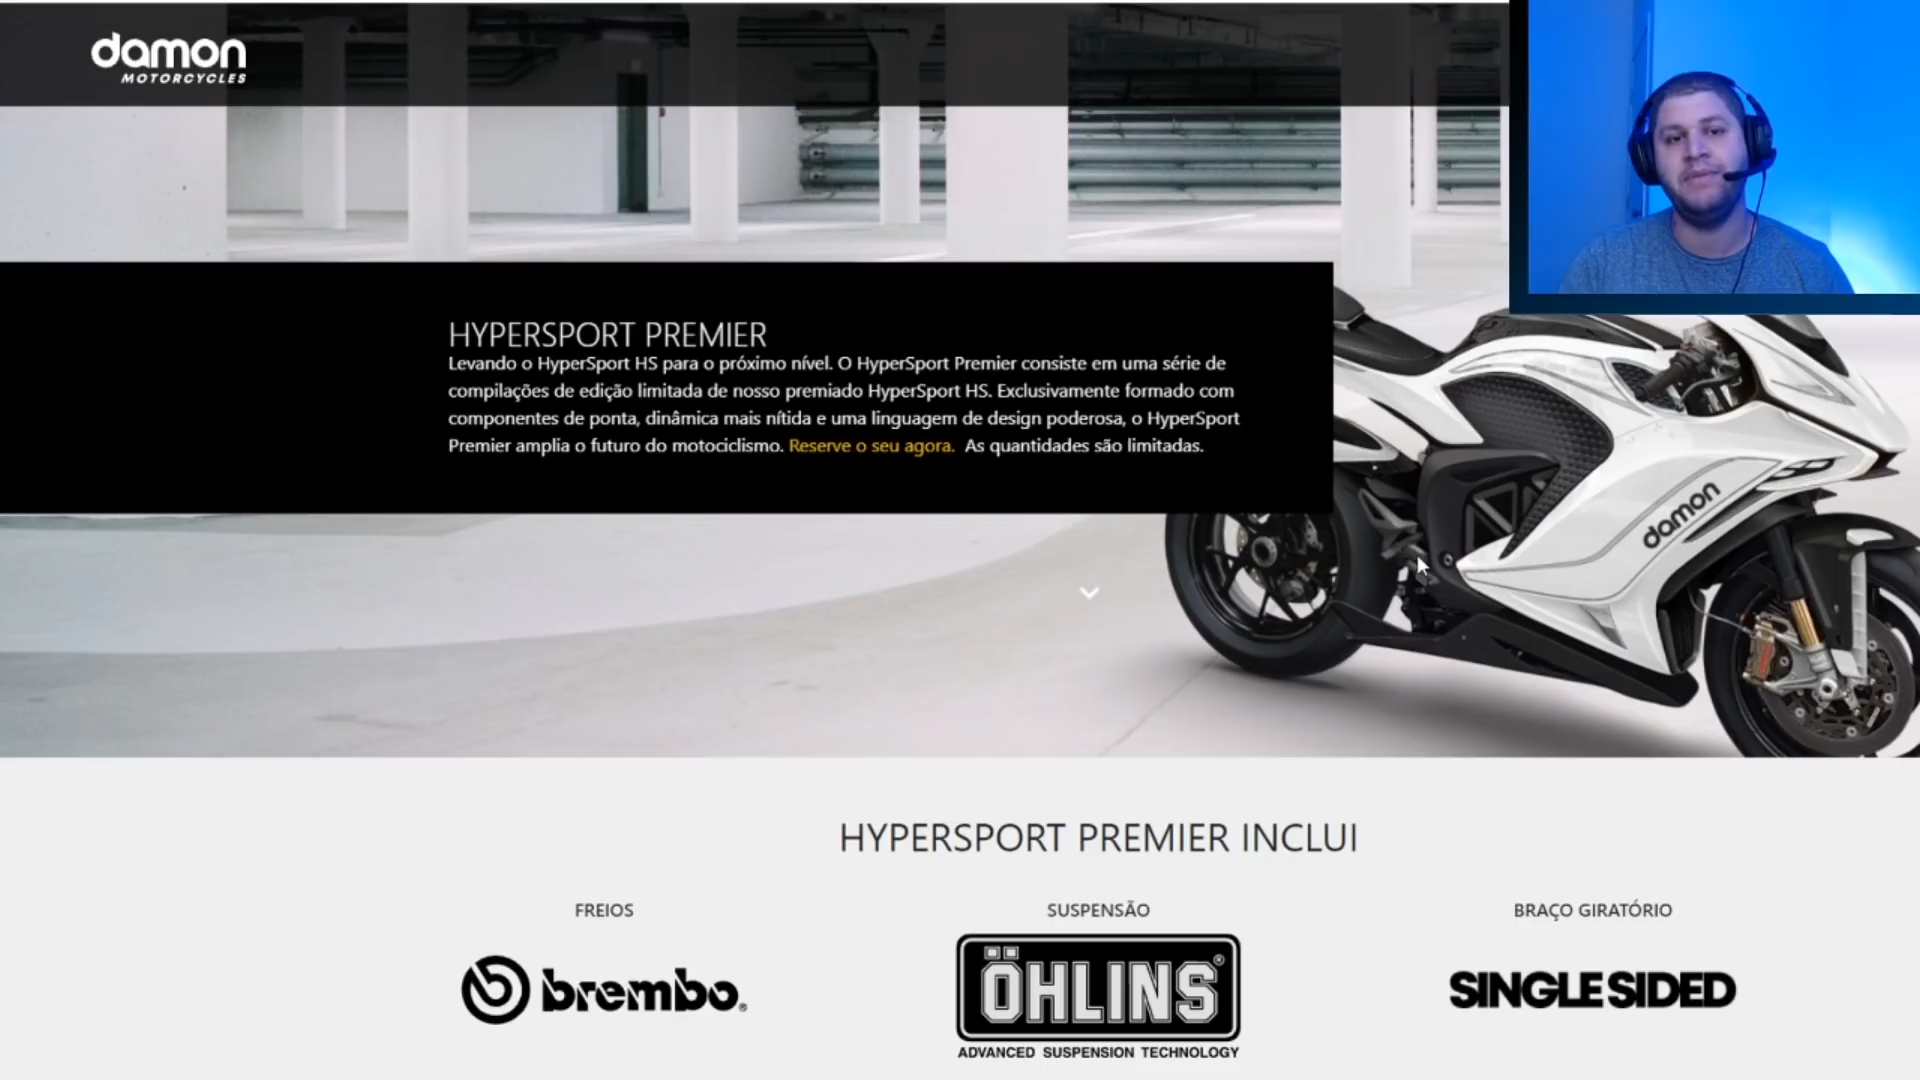 damon
MOTORCYCLES
HYPERSPORT PREMIER
Levando o HyperSport HS para o próximo nível. O HyperSport Premier consiste em uma série de
compilações de edição limitada de nosso premiado HyperSport HS. Exclusivamente formado com
componentes de ponta, dinâmica mais nítida e uma linguagem de design poderosa, o HyperSport
Premier amplia o futuro do motociclismo. Reserve o seu agora. As quantidades são limitadas.
damon
HYPERSPORT PREMIER INCLUI
FREIOS
brembo®
SUSPENSÃO
ÖHLINS®
ADVANCED SUSPENSION TECHNOLOGY
BRAÇO GIRATÓRIO
SINGLE SIDED